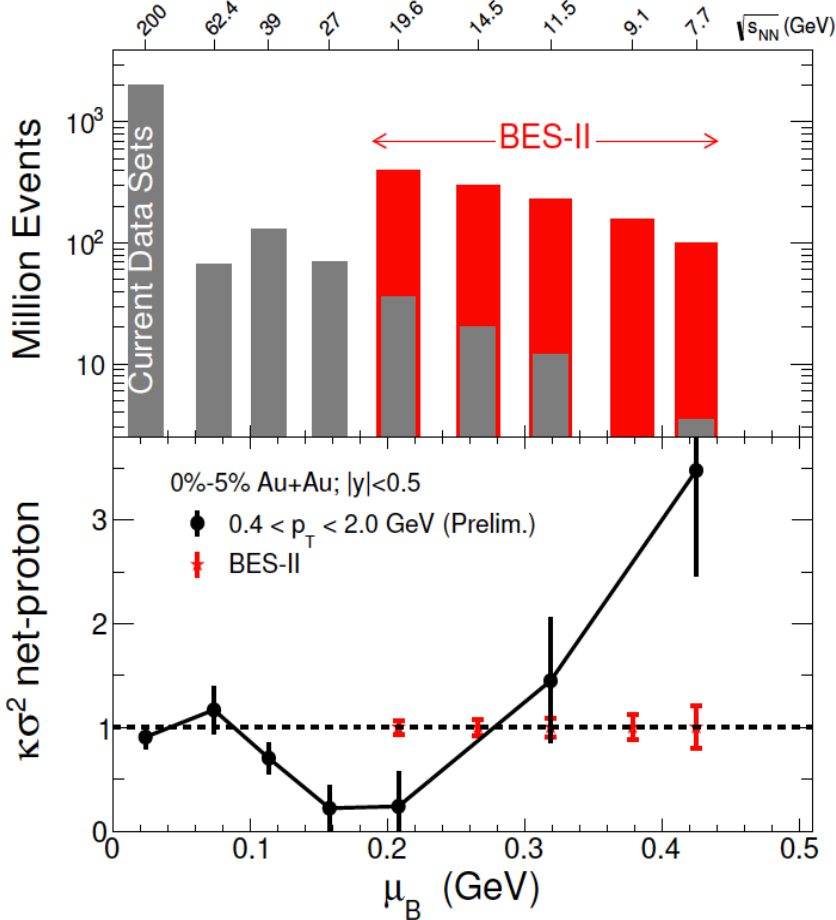 200 62.4 39 27 19.6 14.5 11.5 9.1 7.7 √s_NN (GeV)
Million Events
10³
10²
10
Current Data Sets
BES-II
κσ² net-proton
0%-5% Au+Au; |y|<0.5
0.4 < p_T < 2.0 GeV (Prelim.)
BES-II
3
2
1
0
0 0.1 0.2 0.3 0.4 0.5
μ_B (GeV)